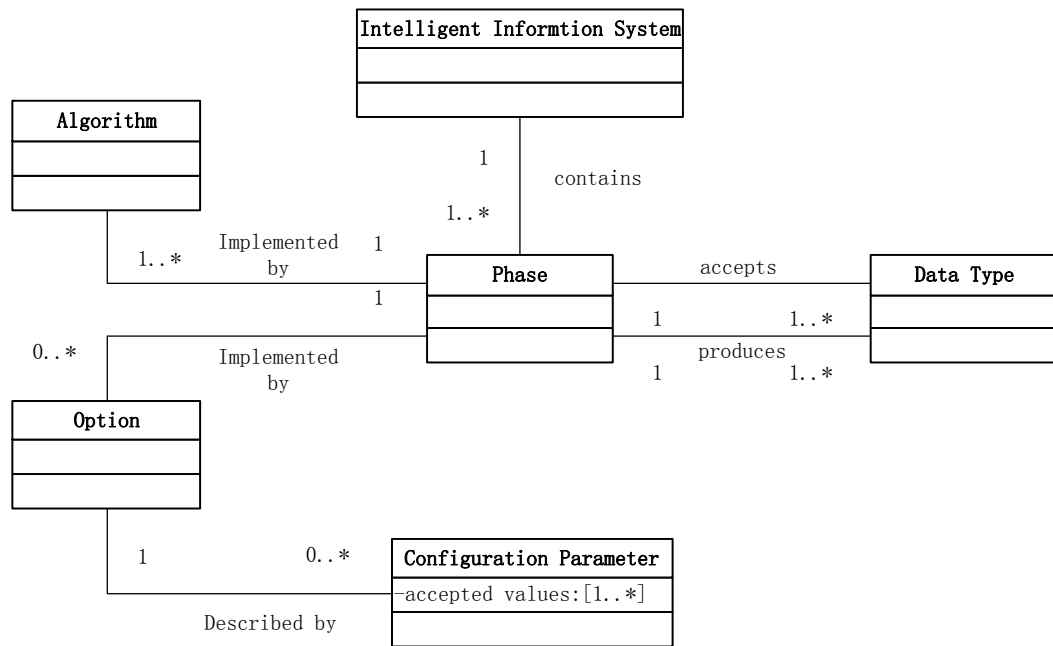 Intelligent Informtion System
Algorithm
1
contains
1..*
Implemented
by
1..*
1
Phase
accepts
Data Type
1
1
1..*
produces
1
1..*
0..*
Implemented
by
Option
1
0..*
Configuration Parameter
-accepted values:[1..*]
Described by